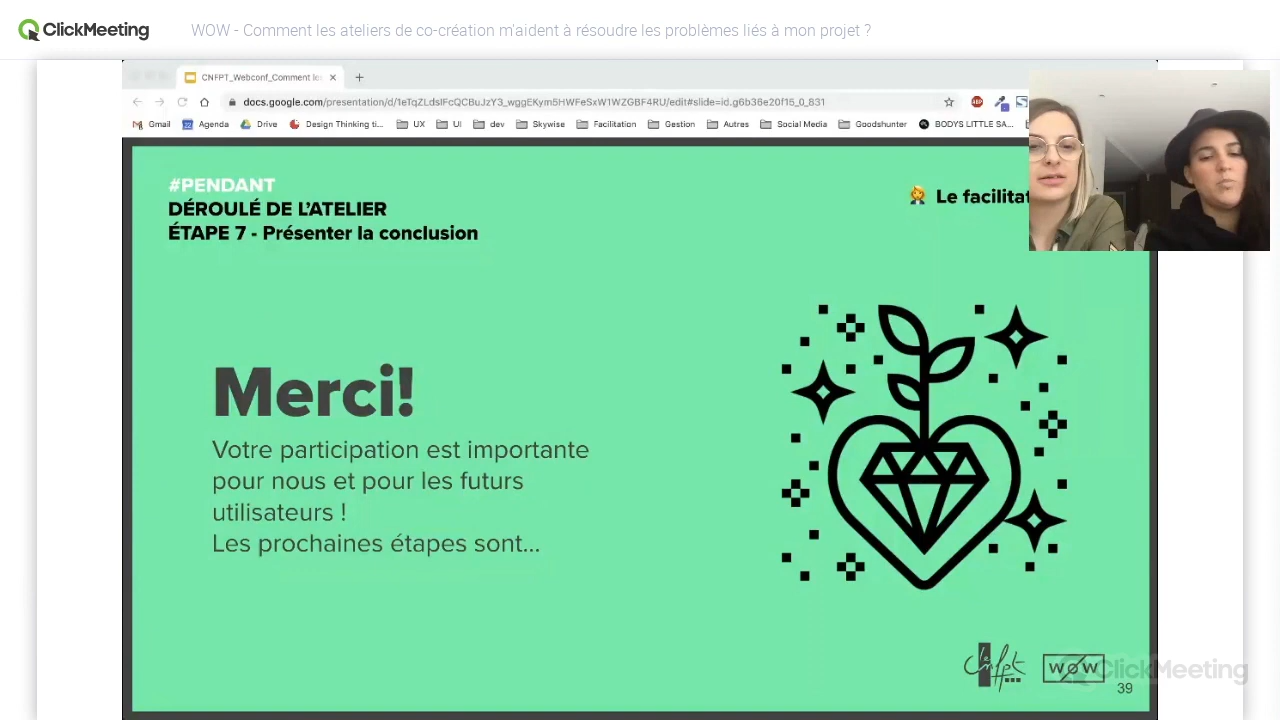 ClickMeeting
WOW - Comment les ateliers de co-création m'aident à résoudre les problèmes liés à mon projet ?
CNFPT_Webconf_Comment
docs.google.com/presentation/d/1eTqZLdsIFcQCBuJzY3_wggEKym5HWFeSxW1WZGBF4RU/edit#slide=id.g6b38e20f15_0_831
Gmail Agenda Drive Design Thinking ti... UX UI dev Skywise Facilitation Gestion Autres Social Media Goodshunter BODYS LITTLE SA...
#PENDANT
DÉROULÉ DE L'ATELIER
ÉTAPE 7 - Présenter la conclusion
Le facilitat
Merci!
Votre participation est importante
pour nous et pour les futurs
utilisateurs !
Les prochaines étapes sont...
le cnfpt
WOW
ClickMeeting
39